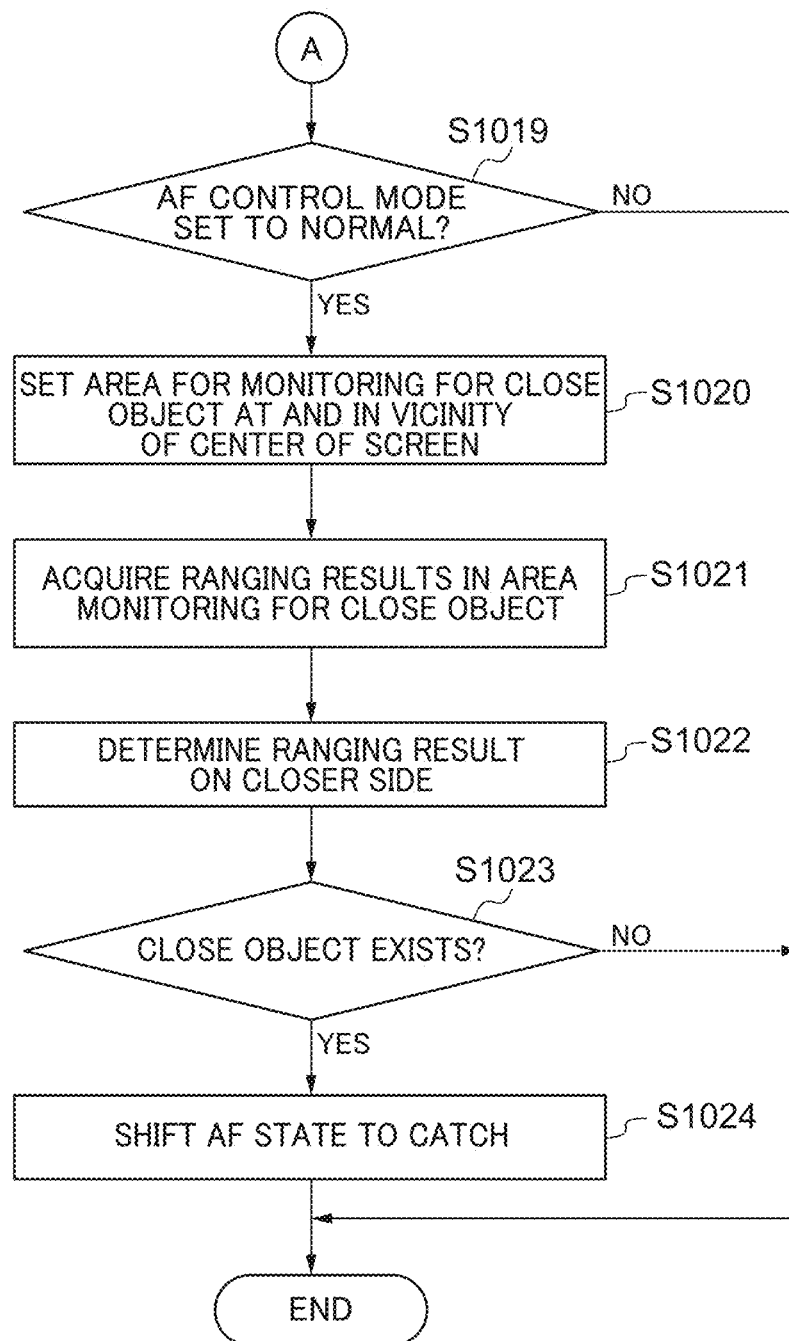 A
S1019
AF CONTROL MODE
SET TO NORMAL?
NO
YES
SET AREA FOR MONITORING FOR CLOSE
OBJECT AT AND IN VICINITY
OF CENTER OF SCREEN
S1020
ACQUIRE RANGING RESULTS IN AREA
MONITORING FOR CLOSE OBJECT
S1021
DETERMINE RANGING RESULT
ON CLOSER SIDE
S1022
S1023
CLOSE OBJECT EXISTS?
NO
YES
SHIFT AF STATE TO CATCH
S1024
END